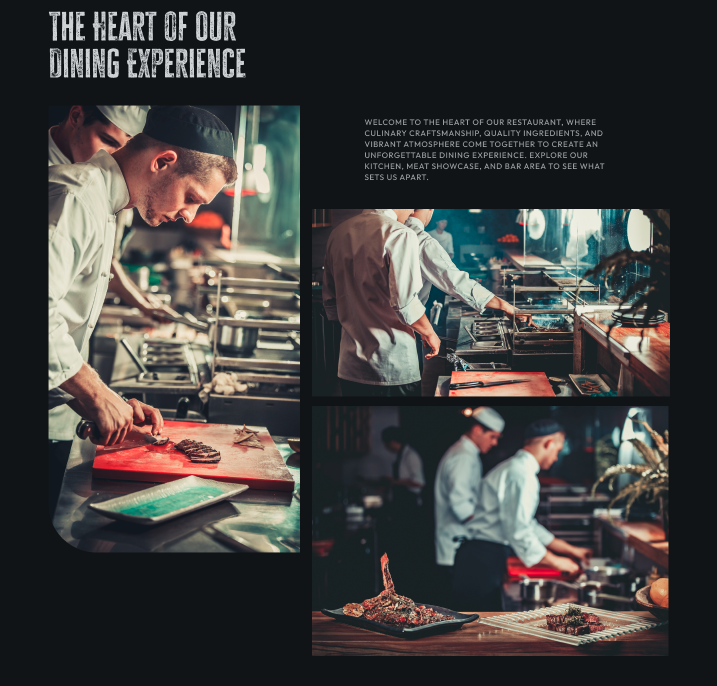 THE HEART OF OUR
DINING EXPERIENCE
WELCOME TO THE HEART OF OUR RESTAURANT, WHERE
CULINARY CRAFTSMANSHIP, QUALITY INGREDIENTS, AND
VIBRANT ATMOSPHERE COME TOGETHER TO CREATE AN
UNFORGETTABLE DINING EXPERIENCE. EXPLORE OUR
KITCHEN, MEAT SHOWCASE, AND BAR AREA TO SEE WHAT
SETS US APART.